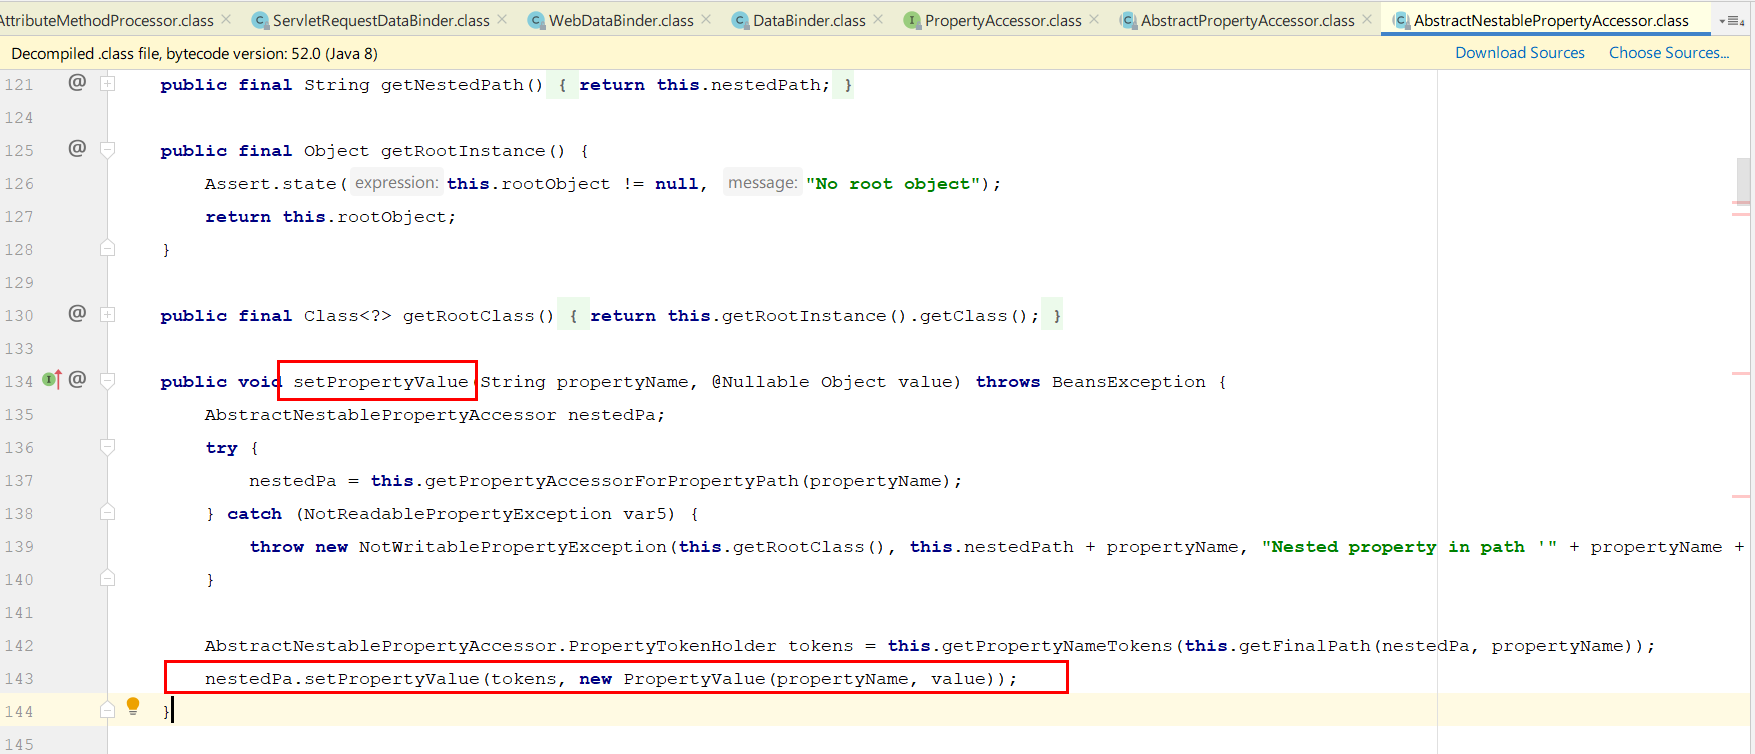 AttributeMethodProcessor.class ServletRequestDataBinder.class WebDataBinder.class DataBinder.class PropertyAccessor.class AbstractPropertyAccessor.class AbstractNestablePropertyAccessor.class 4
Decompiled .class file, bytecode version: 52.0 (Java 8) Download Sources Choose Sources...
121 @ public final String getNestedPath() { return this.nestedPath; }
124
125 @ public final Object getRootInstance() {
126 Assert.state( expression: this.rootObject != null, message: "No root object");
127 return this.rootObject;
128 }
129
130 @ public final Class<?> getRootClass() { return this.getRootInstance().getClass(); }
133
134 @ public void setPropertyValue(String propertyName, @Nullable Object value) throws BeansException {
135 AbstractNestablePropertyAccessor nestedPa;
136 try {
137 nestedPa = this.getPropertyAccessorForPropertyPath(propertyName);
138 } catch (NotReadablePropertyException var5) {
139 throw new NotWritablePropertyException(this.getRootClass(), this.nestedPath + propertyName, "Nested property in path '" + propertyName +
140 }
141
142 AbstractNestablePropertyAccessor.PropertyTokenHolder tokens = this.getPropertyNameTokens(this.getFinalPath(nestedPa, propertyName));
143 nestedPa.setPropertyValue(tokens, new PropertyValue(propertyName, value));
144 }
145